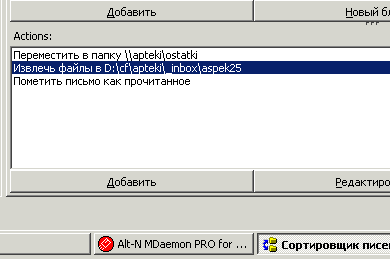 Добавить
Новый бл
Actions:
Переместить в папку \\apteki\ostatki
Извлечь файлы в D:\cf\apteki\_inbox\aspek25
Пометить письмо как прочитанное
Добавить
Редактиро
Alt-N MDaemon PRO for ...
Сортировщик писе